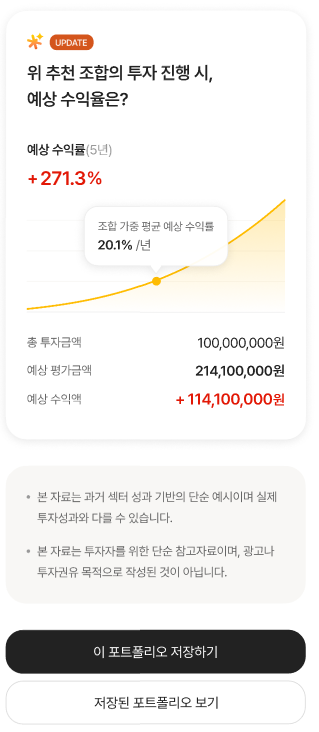 UPDATE
위 추천 조합의 투자 진행 시,
예상 수익율은?
예상 수익률(5년)
+271.3%
조합 가중 평균 예상 수익률
20.1% /년
총 투자금액 100,000,000원
예상 평가금액 214,100,000원
예상 수익액 +114,100,000원
• 본 자료는 과거 섹터 성과 기반의 단순 예시이며 실제
투자성과와 다를 수 있습니다.
• 본 자료는 투자자를 위한 단순 참고자료이며, 광고나
투자권유 목적으로 작성된 것이 아닙니다.
이 포트폴리오 저장하기
저장된 포트폴리오 보기